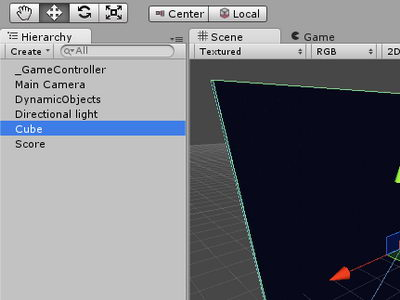 Center Local
Hierarchy
Create All
_GameController
Main Camera
DynamicObjects
Directional light
Cube
Score
Scene Game
Textured RGB 2D